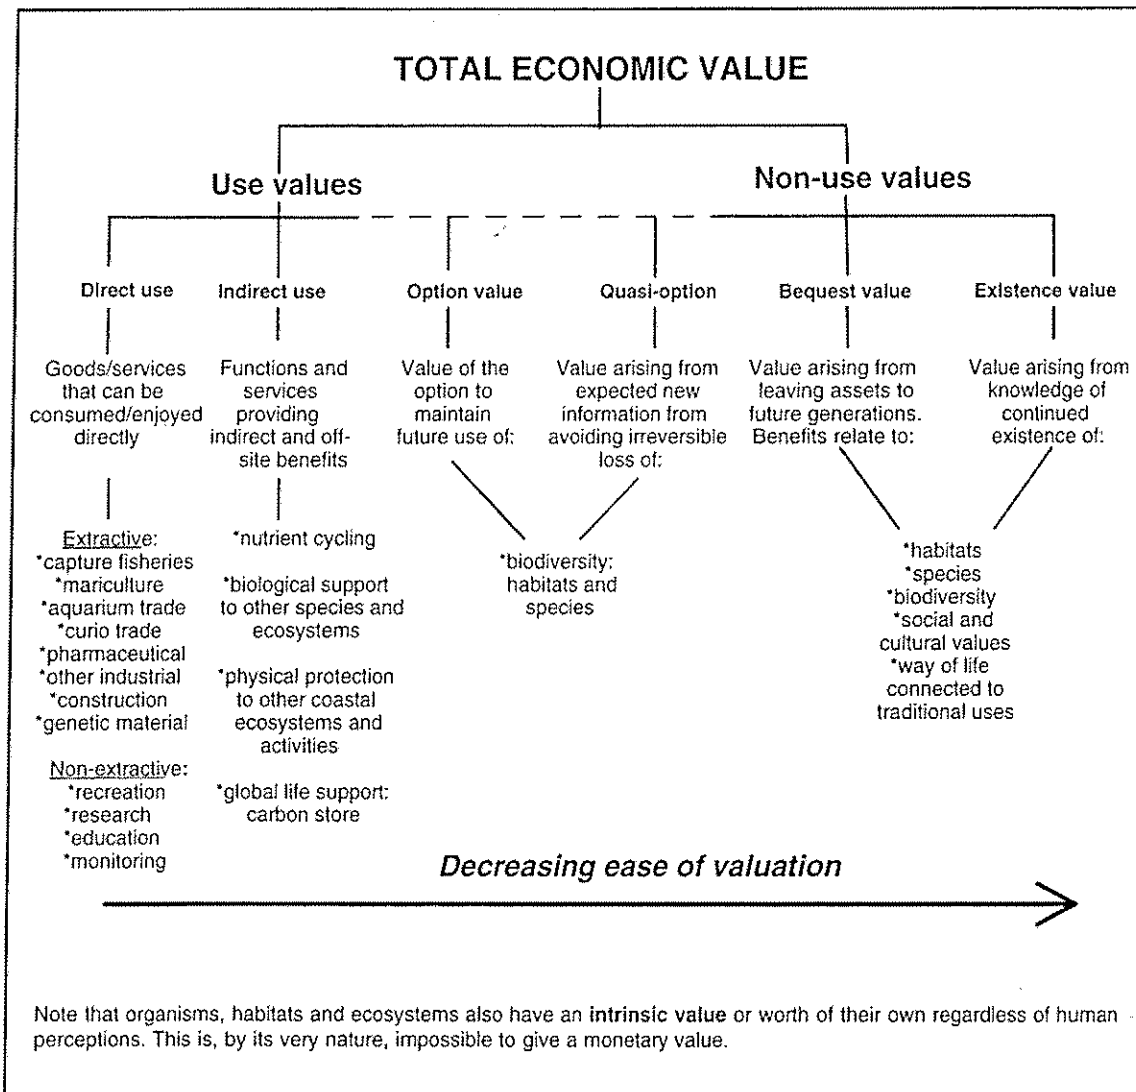 TOTAL ECONOMIC VALUE
Use values
Non-use values
Direct use
Indirect use
Option value
Quasi-option
Bequest value
Existence value
Goods/services
that can be
consumed/enjoyed
directly
Functions and
services
providing
indirect and off-
site benefits
Value of the
option to
maintain
future use of:
Value arising from
expected new
information from
avoiding irreversible
loss of:
Value arising from
leaving assets to
future generations.
Benefits relate to:
Value arising from
knowledge of
continued
existence of:
Extractive:
*capture fisheries
*mariculture
*aquarium trade
*curio trade
*pharmaceutical
*other industrial
*construction
*genetic material
Non-extractive:
*recreation
*research
*education
*monitoring
*nutrient cycling
*biological support
to other species and
ecosystems
*physical protection
to other coastal
ecosystems and
activities
*global life support:
carbon store
*biodiversity:
habitats and
species
*habitats
*species
*biodiversity
*social and
cultural values
*way of life
connected to
traditional uses
Decreasing ease of valuation
Note that organisms, habitats and ecosystems also have an intrinsic value or worth of their own regardless of human
perceptions. This is, by its very nature, impossible to give a monetary value.